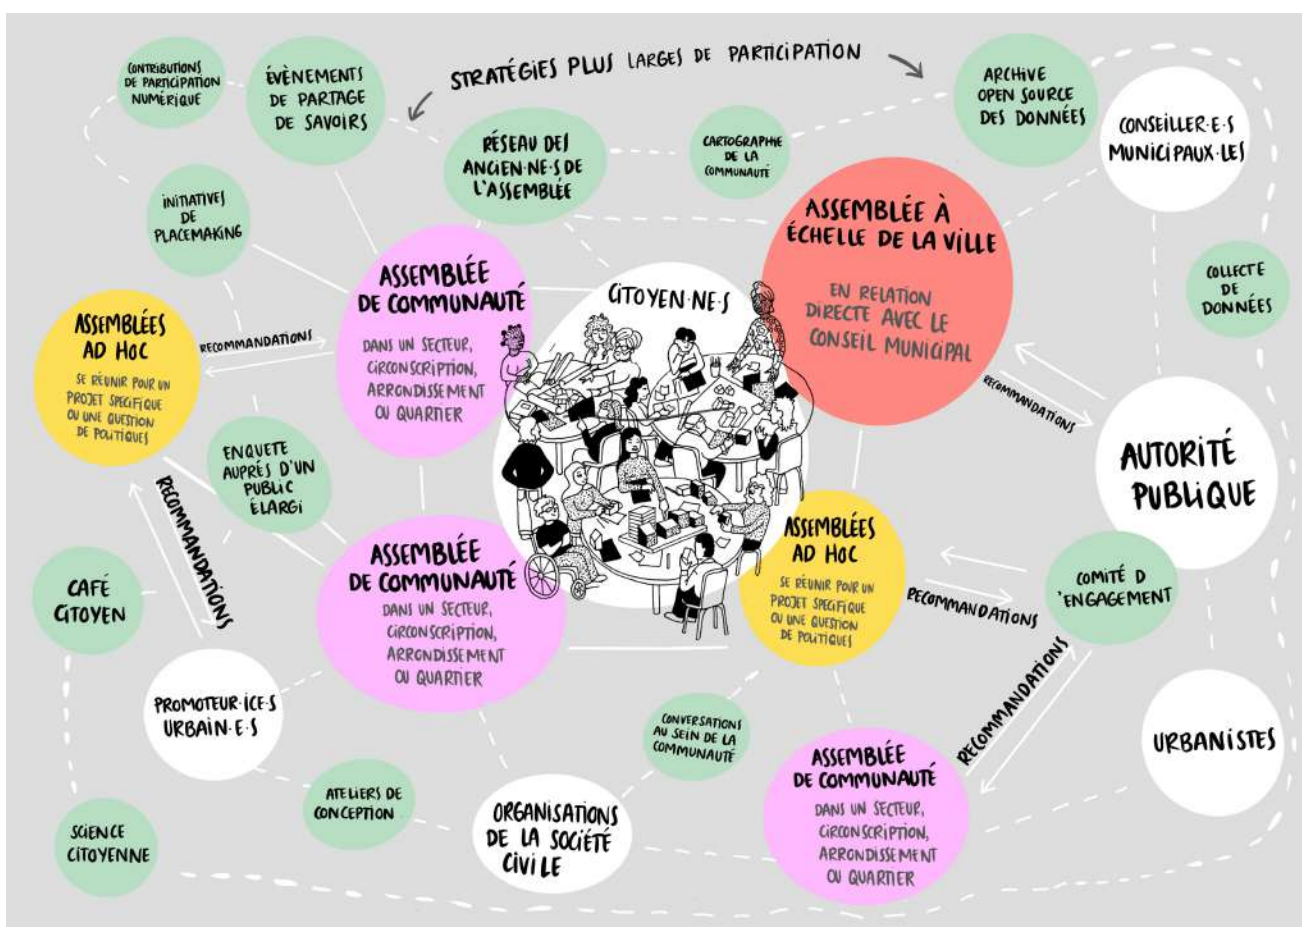 STRATÉGIES PLUS LARGES DE PARTICIPATION
CONTRIBUTIONS
DE PARTICIPATION
NUMÉRIQUE
ÉVÈNEMENTS
DE PARTAGE
DE SAVOIRS
RÉSEAU DES
ANCIEN·NE·S DE
L'ASSEMBLÉE
CARTOGRAPHIE
DE LA
COMMUNAUTÉ
ARCHIVE
OPEN SOURCE
DES DONNÉES
CONSEILLER·E·S
MUNICIPAUX·LES
INITIATIVES
DE
PLACEMAKING
ASSEMBLÉE
DE COMMUNAUTÉ
DANS UN SECTEUR,
CIRCONSCRIPTION,
ARRONDISSEMENT
OU QUARTIER
CITOYEN·NE·S
ASSEMBLÉE À
ÉCHELLE DE LA VILLE
EN RELATION
DIRECTE AVEC LE
CONSEIL MUNICIPAL
COLLECTE
DE
DONNÉES
ASSEMBLÉES
AD HOC
SE RÉUNIR POUR UN
PROJET SPÉCIFIQUE
OU UNE QUESTION
DE POLITIQUES
RECOMMANDATIONS
RECOMMANDATIONS
AUTORITÉ
PUBLIQUE
ENQUETE
AUPRÈS D'UN
PUBLIC
ÉLARGI
RECOMMANDATIONS
ASSEMBLÉE
DE COMMUNAUTÉ
DANS UN SECTEUR,
CIRCONSCRIPTION,
ARRONDISSEMENT
OU QUARTIER
ASSEMBLÉES
AD HOC
SE RÉUNIR POUR UN
PROJET SPÉCIFIQUE
OU UNE QUESTION
DE POLITIQUES
RECOMMANDATIONS
COMITÉ D
'ENGAGEMENT
CAFÉ
CITOYEN
PROMOTEUR·ICE·S
URBAIN·E·S
RECOMMANDATIONS
CONVERSATIONS
AU SEIN DE LA
COMMUNAUTÉ
URBANISTES
ASSEMBLÉE
DE COMMUNAUTÉ
DANS UN SECTEUR,
CIRCONSCRIPTION,
ARRONDISSEMENT
OU QUARTIER
ATELIERS DE
CONCEPTION
ORGANISATIONS
DE LA SOCIÉTÉ
CIVILE
SCIENCE
CITOYENNE